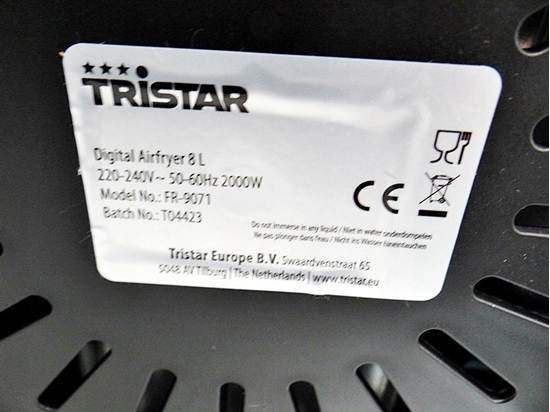 TRISTAR
Digital Airfryer 8 L
220-240V~ 50-60Hz 2000W
Model No.: FR-9071
Batch No.: T04423
CE
Do not immerse in any liquid / Niet in water onderdompelen
Ne pas plonger dans l'eau / Nicht ins Wasser hineintauchen
Tristar Europe B.V. Swaardvenstraat 65
5048 AV Tilburg | The Netherlands | www.tristar.eu